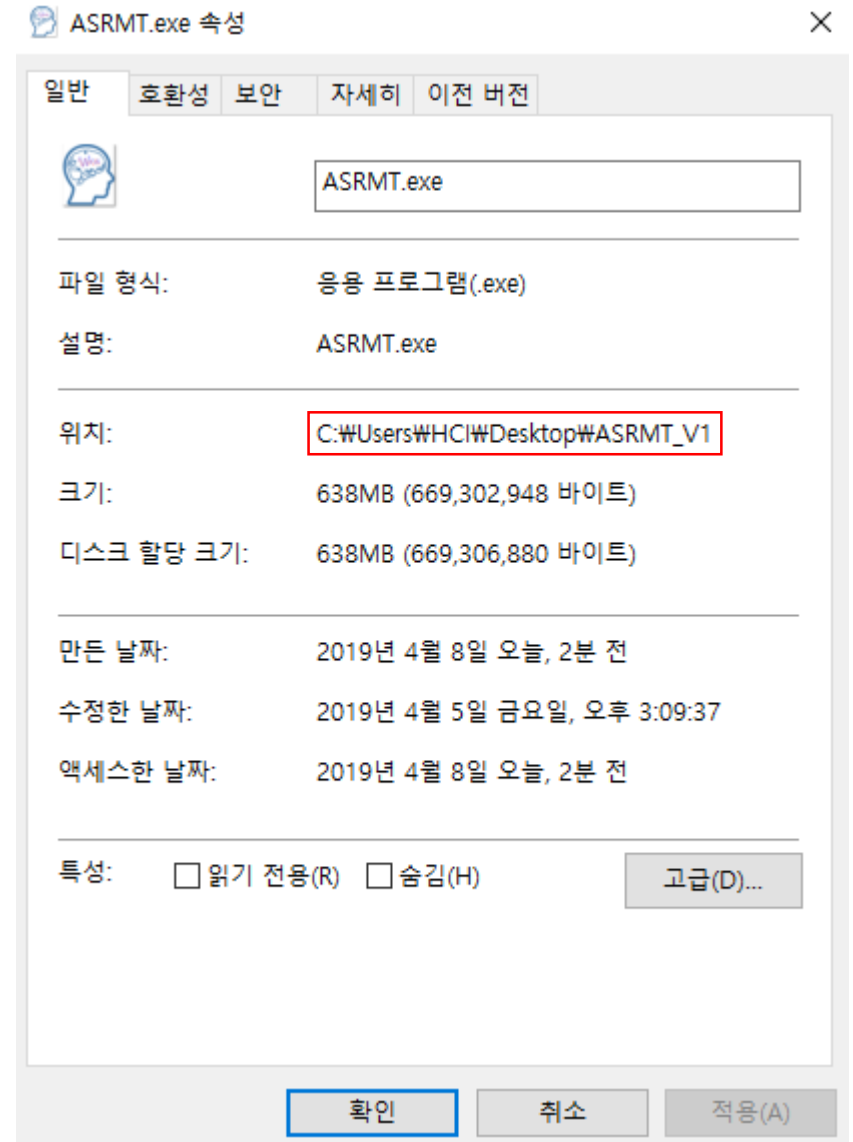 ASRMT.exe 속성
일반 호환성 보안 자세히 이전 버전
ASRMT.exe
파일 형식: 응용 프로그램(.exe)
설명: ASRMT.exe
위치: C:₩Users₩HCI₩Desktop₩ASRMT_V1
크기: 638MB (669,302,948 바이트)
디스크 할당 크기: 638MB (669,306,880 바이트)
만든 날짜: 2019년 4월 8일 오늘, 2분 전
수정한 날짜: 2019년 4월 5일 금요일, 오후 3:09:37
액세스한 날짜: 2019년 4월 8일 오늘, 2분 전
특성: 읽기 전용(R) 숨김(H) 고급(D)...
확인 취소 적용(A)